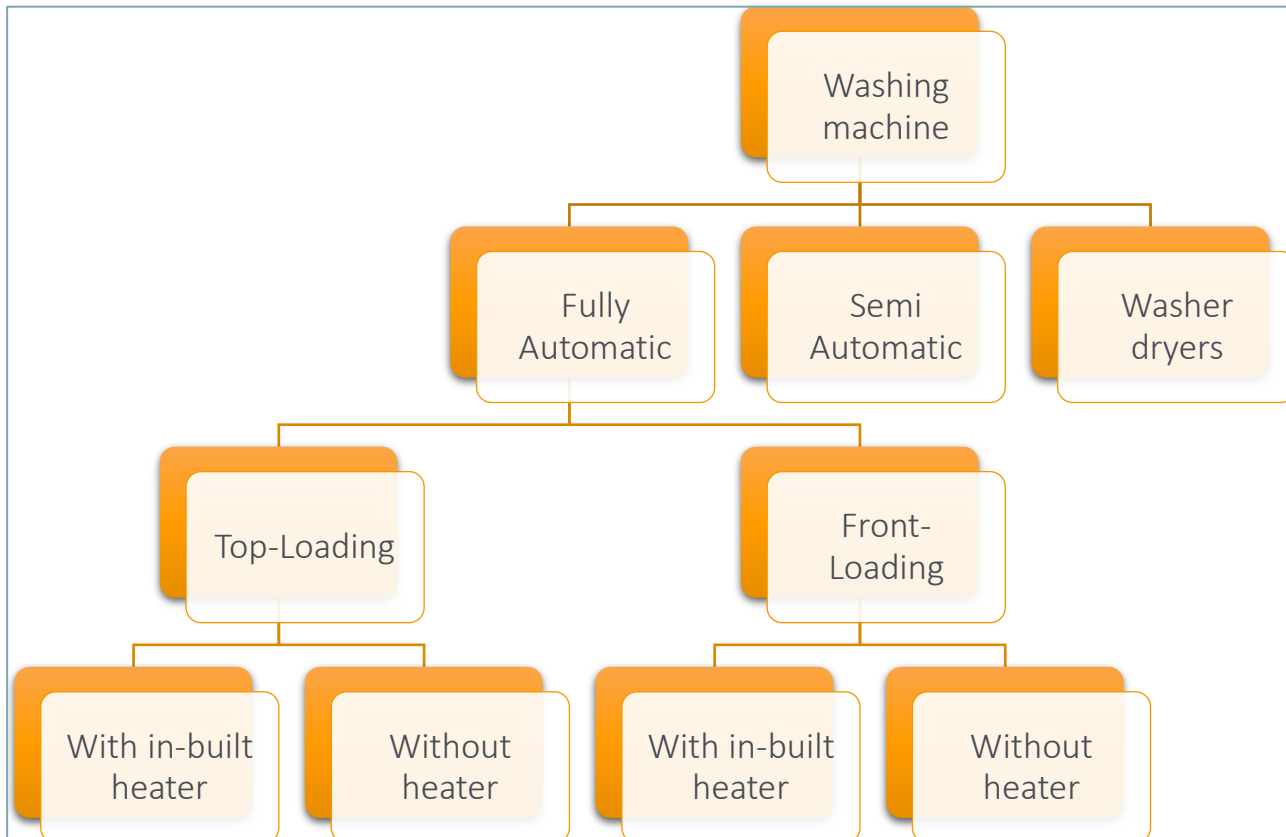 Washing
machine
Fully
Automatic
Semi
Automatic
Washer
dryers
Top-Loading
Front-
Loading
With in-built
heater
Without
heater
With in-built
heater
Without
heater